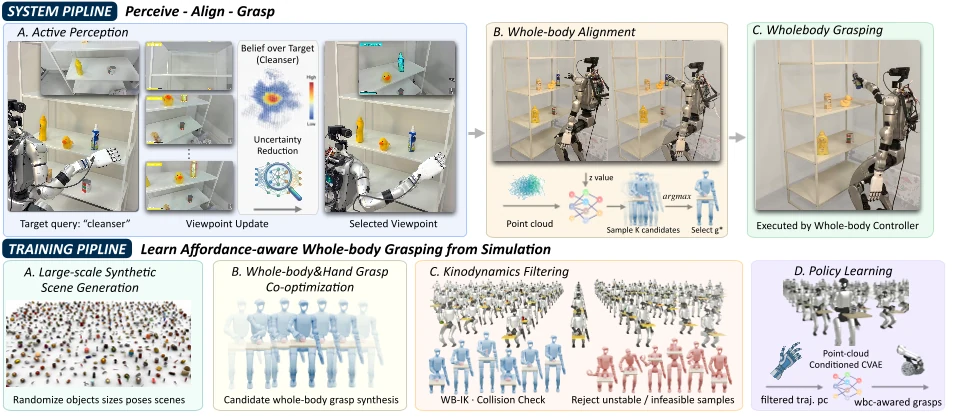 SYSTEM PIPLINE Perceive - Align - Grasp
A. Active Perception
Belief over Target
(Cleanser)
High
Low
Uncertainty
Reduction
Target query: “cleanser”
Viewpoint Update
Selected Viewpoint
B. Whole-body Alignment
z value
argmax
Point cloud
Sample K candidates
Select g*
C. Wholebody Grasping
Executed by Whole-body Controller
TRAINING PIPLINE Learn Affordance-aware Whole-body Grasping from Simulation
A. Large-scale Synthetic
Scene Generation
Randomize objects sizes poses scenes
B. Whole-body&Hand Grasp
Co-optimization
Candidate whole-body grasp synthesis
C. Kinodynamics Filtering
WB-IK · Collision Check
Reject unstable / infeasible samples
D. Policy Learning
Point-cloud
Conditioned CVAE
filtered traj. pc
wbc-awared grasps